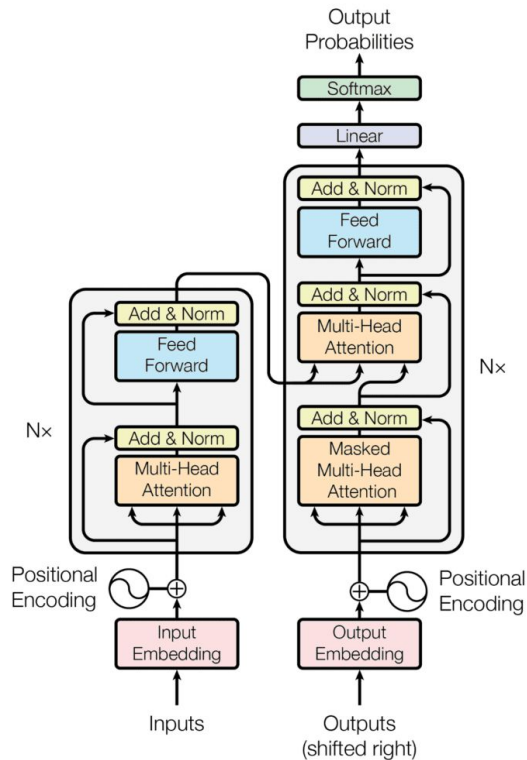 Output
Probabilities
Softmax
Linear
Add & Norm
Feed
Forward
Add & Norm
Multi-Head
Attention
Add & Norm
Masked
Multi-Head
Attention
N×
Add & Norm
Feed
Forward
N×
Add & Norm
Multi-Head
Attention
Positional
Encoding
Positional
Encoding
Input
Embedding
Output
Embedding
Inputs
Outputs
(shifted right)